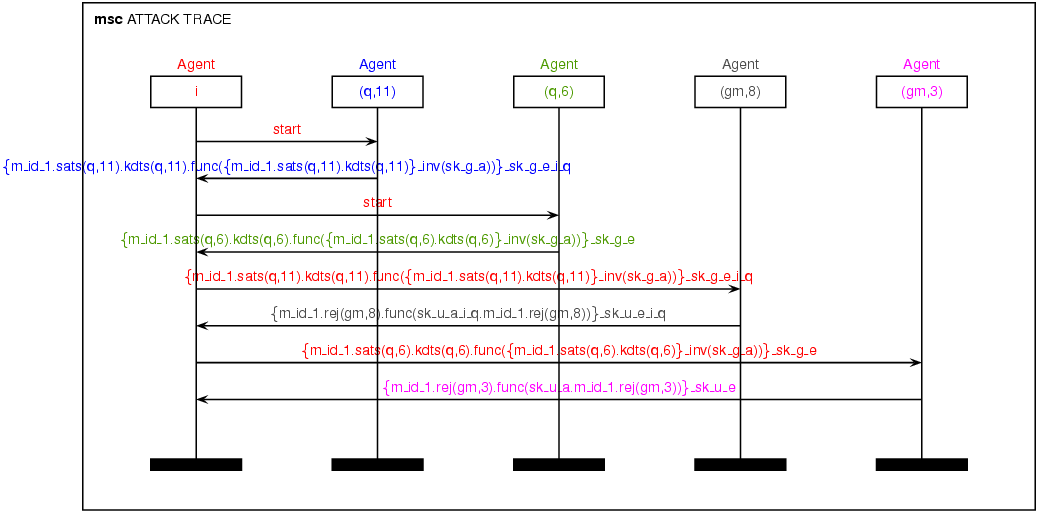 msc ATTACK TRACE
Agent Agent Agent Agent Agent
i (q,11) (q,6) (gm,8) (gm,3)
start
{m_id_1.sats(q,11).kdts(q,11).func({m_id_1.sats(q,11).kdts(q,11)}_inv(sk_g_a))}_sk_g_e_i_q
start
{m_id_1.sats(q,6).kdts(q,6).func({m_id_1.sats(q,6).kdts(q,6)}_inv(sk_g_a))}_sk_g_e
{m_id_1.sats(q,11).kdts(q,11).func({m_id_1.sats(q,11).kdts(q,11)}_inv(sk_g_a))}_sk_g_e_i_q
{m_id_1.rej(gm,8).func(sk_u_a_i_q.m_id_1.rej(gm,8))}_sk_u_e_i_q
{m_id_1.sats(q,6).kdts(q,6).func({m_id_1.sats(q,6).kdts(q,6)}_inv(sk_g_a))}_sk_g_e
{m_id_1.rej(gm,3).func(sk_u_a.m_id_1.rej(gm,3))}_sk_u_e